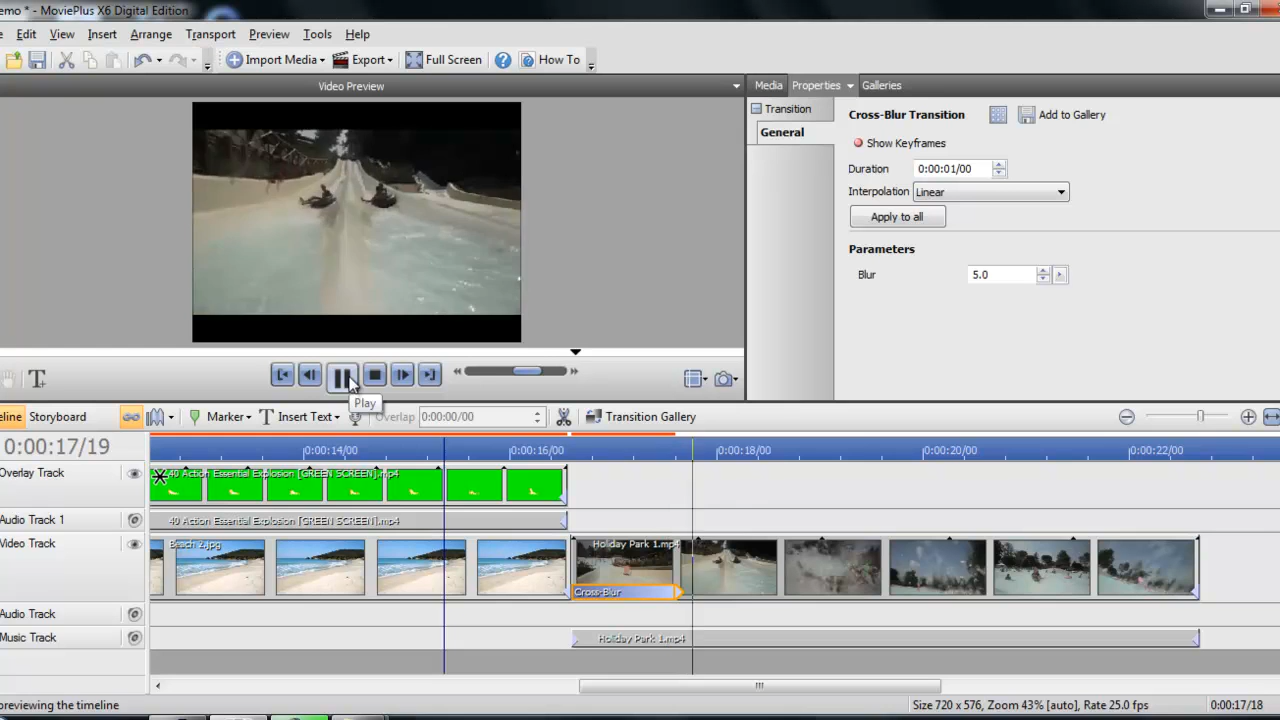 emo * - MoviePlus X6 Digital Edition
e Edit View Insert Arrange Transport Preview Tools Help
Import Media Export Full Screen ? How To
Video Preview
Media Properties Galleries
Transition
General
Cross-Blur Transition Add to Gallery
Show Keyframes
Duration 0:00:01/00
Interpolation Linear
Apply to all
Parameters
Blur 5.0
T+
Play
eline Storyboard Marker Insert Text Overlap 0:00:00/00 Transition Gallery
0:00:17/19 0:00:14/00 0:00:16/00 0:00:18/00 0:00:20/00 0:00:22/00
Overlay Track 40 Action Essential Explosion [GREEN SCREEN].mp4
Audio Track 1 40 Action Essential Explosion [GREEN SCREEN].mp4
Video Track Beach 2.jpg Holiday Park 1.mp4
Cross-Blur
Audio Track
Music Track Holiday Park 1.mp4
previewing the timeline Size 720 x 576, Zoom 43% [auto], Rate 25.0 fps 0:00:17/18